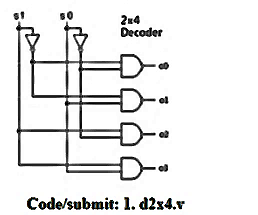 s1 s0
2x4
Decoder
o0
o1
o2
o3
Code/submit: 1. d2x4.v